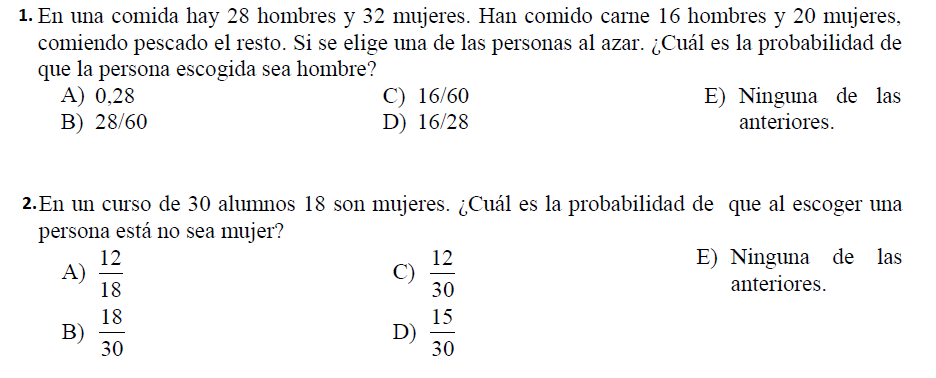 1. En una comida hay 28 hombres y 32 mujeres. Han comido carne 16 hombres y 20 mujeres,
comiendo pescado el resto. Si se elige una de las personas al azar. ¿Cuál es la probabilidad de
que la persona escogida sea hombre?
A) 0,28 C) 16/60 E) Ninguna de las
B) 28/60 D) 16/28 anteriores.
2. En un curso de 30 alumnos 18 son mujeres. ¿Cuál es la probabilidad de que al escoger una
persona está no sea mujer?
A) 12/18 C) 12/30 E) Ninguna de las
anteriores.
B) 18/30 D) 15/30